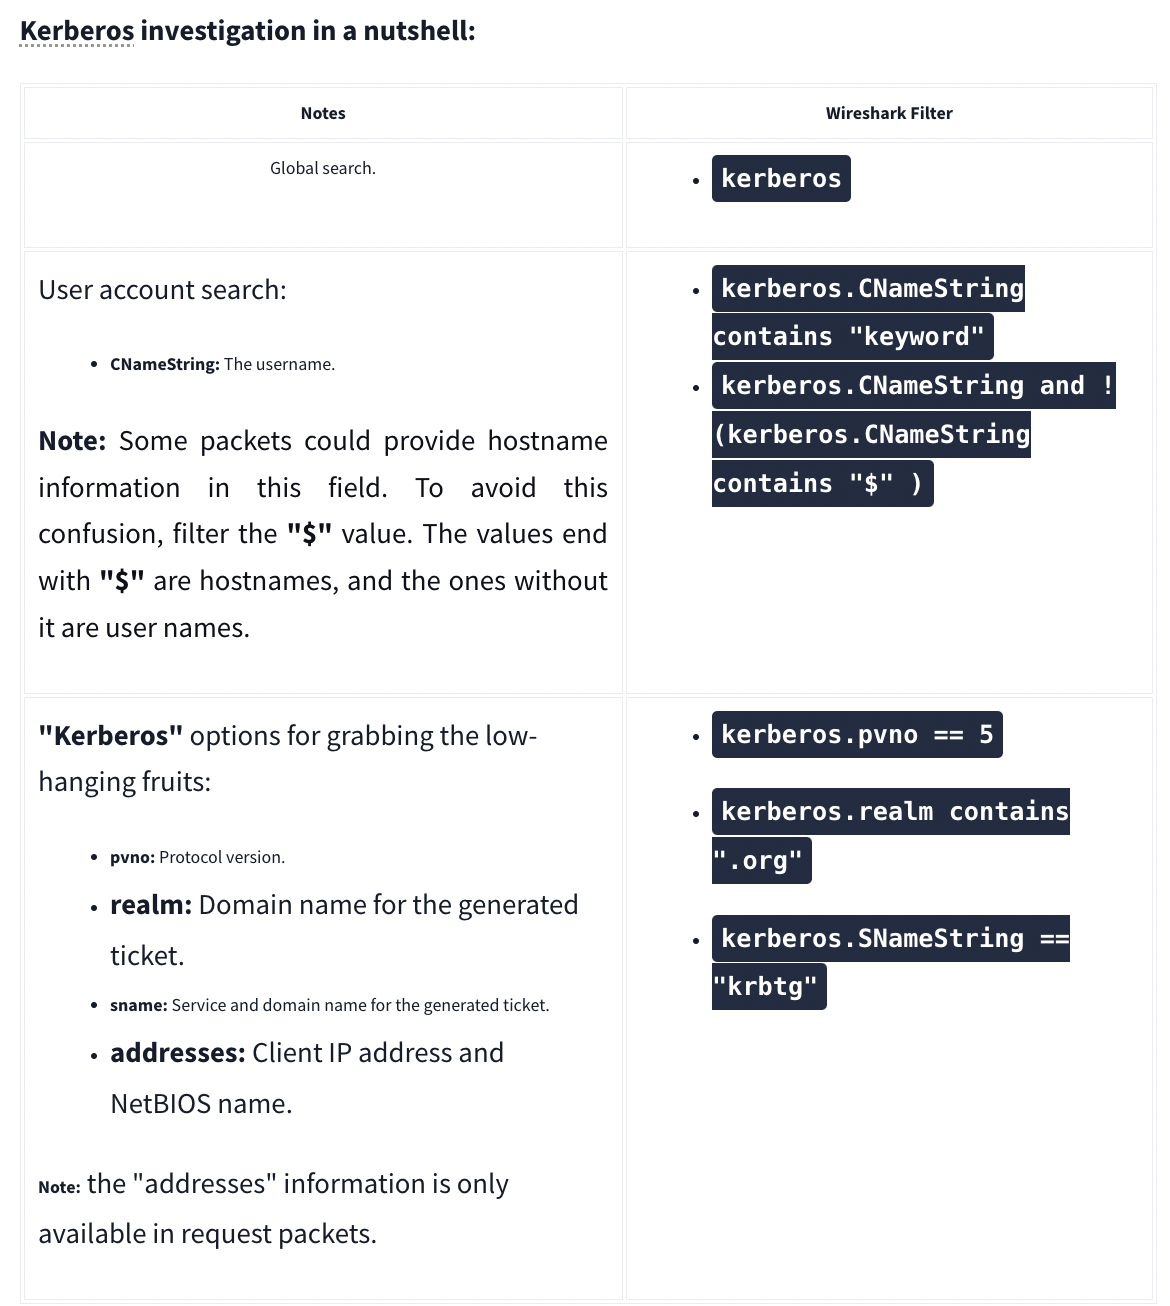 Kerberos investigation in a nutshell:
Notes
Wireshark Filter
Global search.
kerberos
User account search:
CNameString: The username.
Note: Some packets could provide hostname
information in this field. To avoid this
confusion, filter the "$" value. The values end
with "$" are hostnames, and the ones without
it are user names.
kerberos.CNameString
contains "keyword"
kerberos.CNameString and !
(kerberos.CNameString
contains "$" )
"Kerberos" options for grabbing the low-
hanging fruits:
pvno: Protocol version.
realm: Domain name for the generated
ticket.
sname: Service and domain name for the generated ticket.
addresses: Client IP address and
NetBIOS name.
Note: the "addresses" information is only
available in request packets.
kerberos.pvno == 5
kerberos.realm contains
".org"
kerberos.SNameString ==
"krbtg"